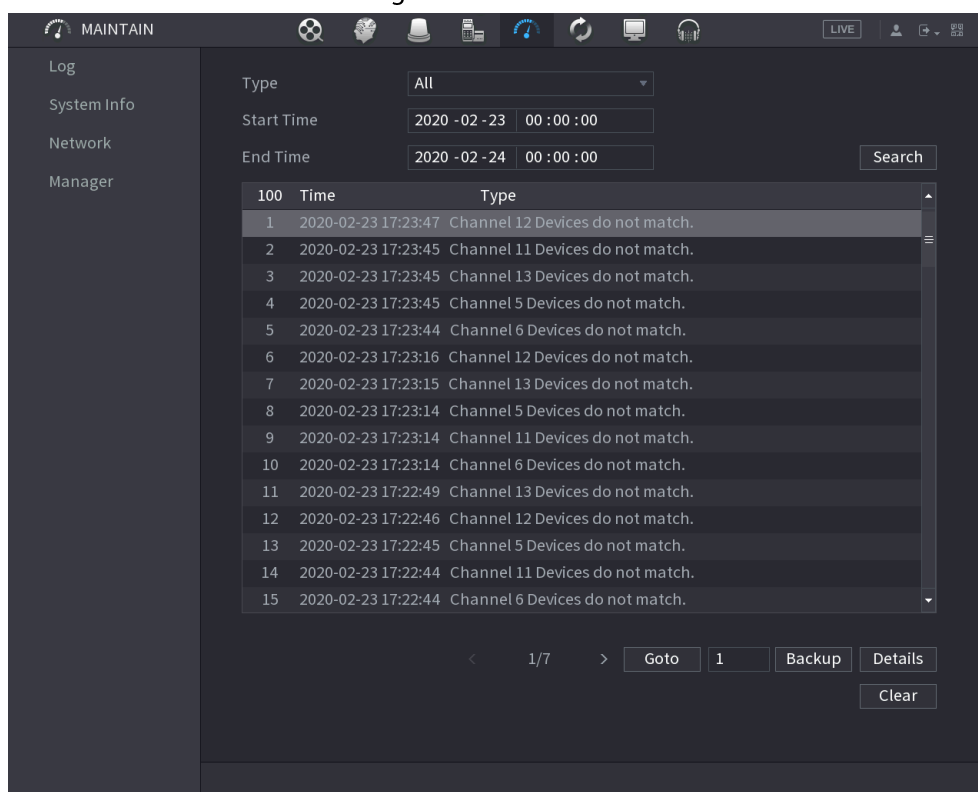 MAINTAIN LIVE
Log
System Info
Network
Manager
Type All
Start Time 2020 -02 -23 00 : 00 : 00
End Time 2020 -02 -24 00 : 00 : 00 Search
100 Time Type
1 2020-02-23 17:23:47 Channel 12 Devices do not match.
2 2020-02-23 17:23:45 Channel 11 Devices do not match.
3 2020-02-23 17:23:45 Channel 13 Devices do not match.
4 2020-02-23 17:23:45 Channel 5 Devices do not match.
5 2020-02-23 17:23:44 Channel 6 Devices do not match.
6 2020-02-23 17:23:16 Channel 12 Devices do not match.
7 2020-02-23 17:23:15 Channel 13 Devices do not match.
8 2020-02-23 17:23:14 Channel 5 Devices do not match.
9 2020-02-23 17:23:14 Channel 11 Devices do not match.
10 2020-02-23 17:23:14 Channel 6 Devices do not match.
11 2020-02-23 17:22:49 Channel 13 Devices do not match.
12 2020-02-23 17:22:46 Channel 12 Devices do not match.
13 2020-02-23 17:22:45 Channel 5 Devices do not match.
14 2020-02-23 17:22:44 Channel 11 Devices do not match.
15 2020-02-23 17:22:44 Channel 6 Devices do not match.
< 1/7 > Goto 1 Backup Details
Clear